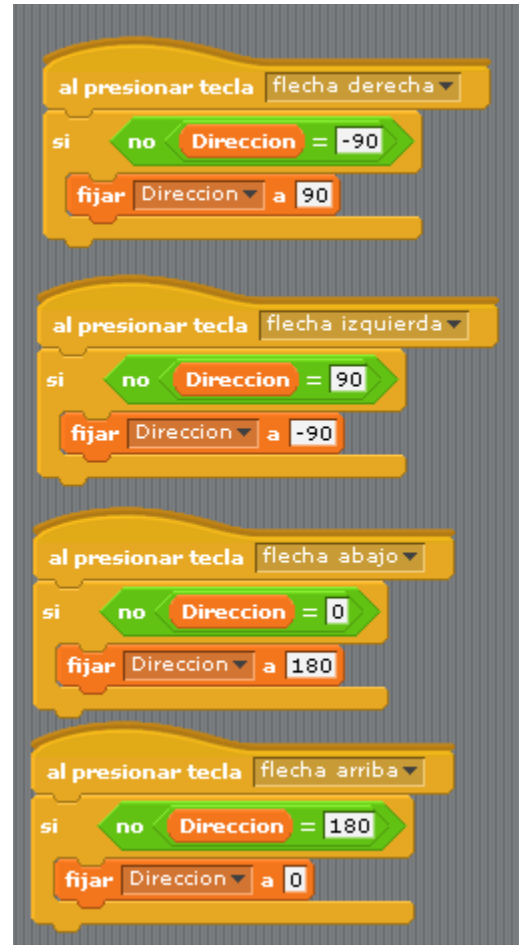 al presionar tecla flecha derecha
si no Direccion = -90
fijar Direccion a 90
al presionar tecla flecha izquierda
si no Direccion = 90
fijar Direccion a -90
al presionar tecla flecha abajo
si no Direccion = 0
fijar Direccion a 180
al presionar tecla flecha arriba
si no Direccion = 180
fijar Direccion a 0